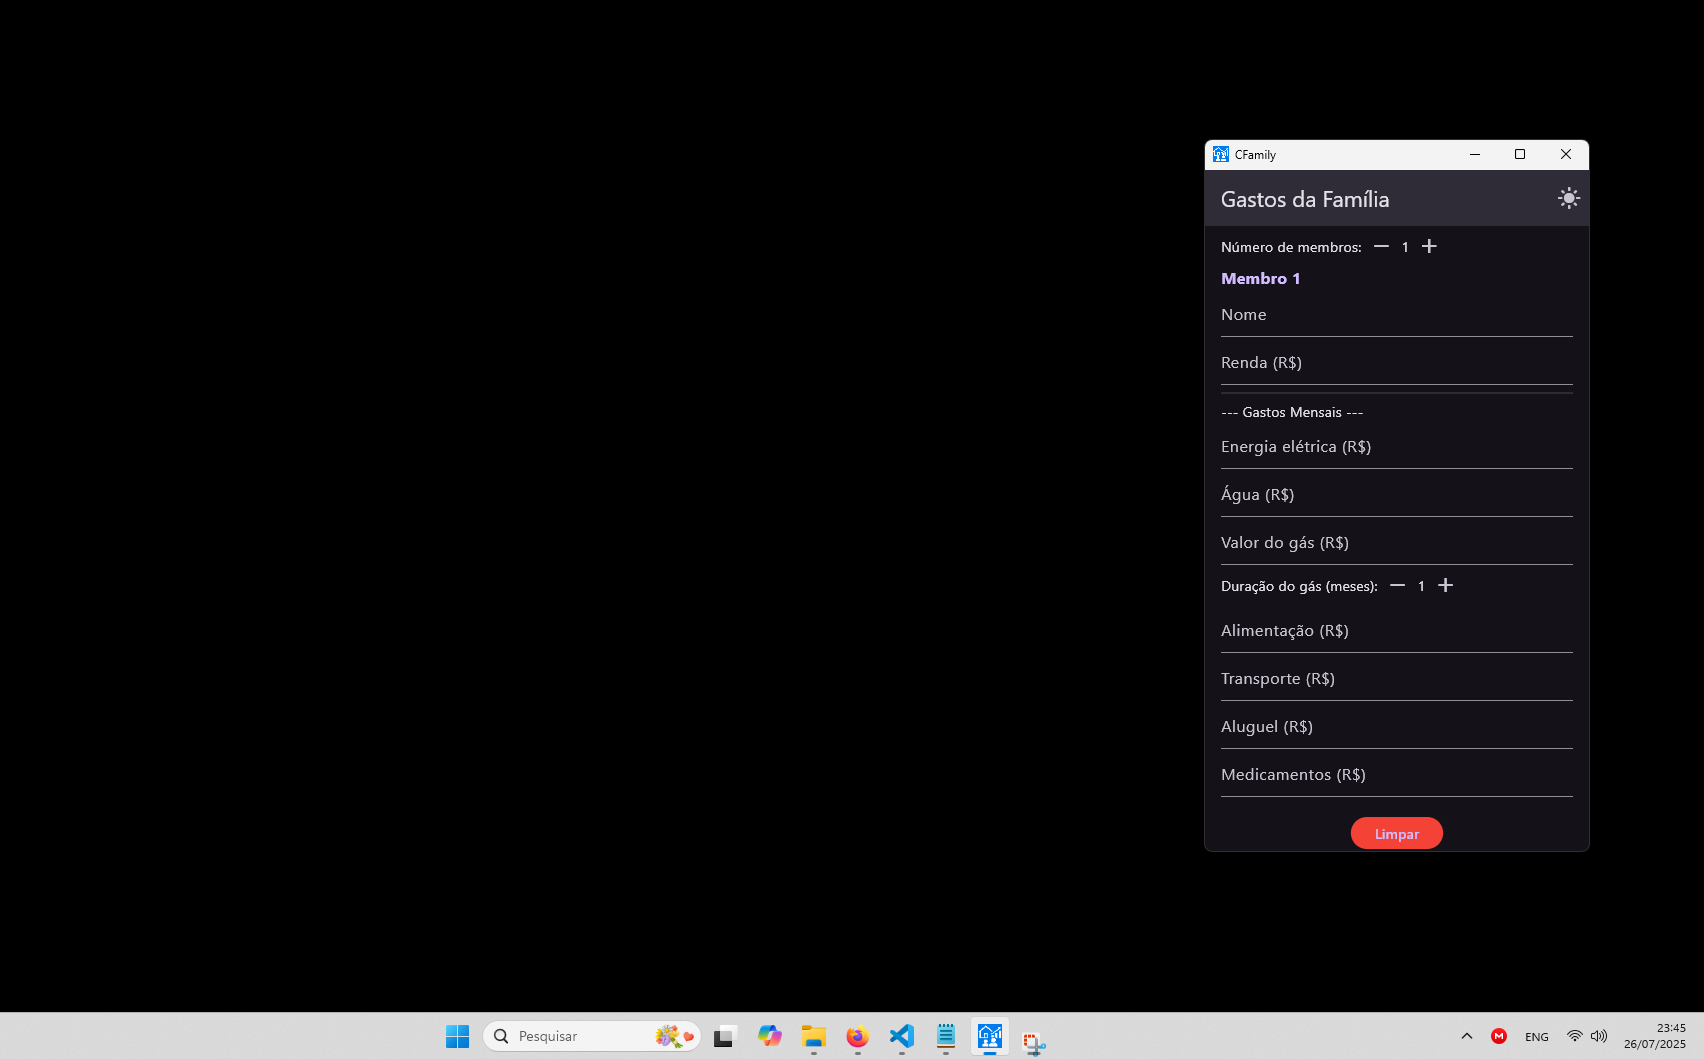 CFamily
Gastos da Família
Número de membros: 1
Membro 1
Nome
Renda (R$)
--- Gastos Mensais ---
Energia elétrica (R$)
Água (R$)
Valor do gás (R$)
Duração do gás (meses): 1
Alimentação (R$)
Transporte (R$)
Aluguel (R$)
Medicamentos (R$)
Limpar
Pesquisar
M
ENG
23:45
26/07/2025